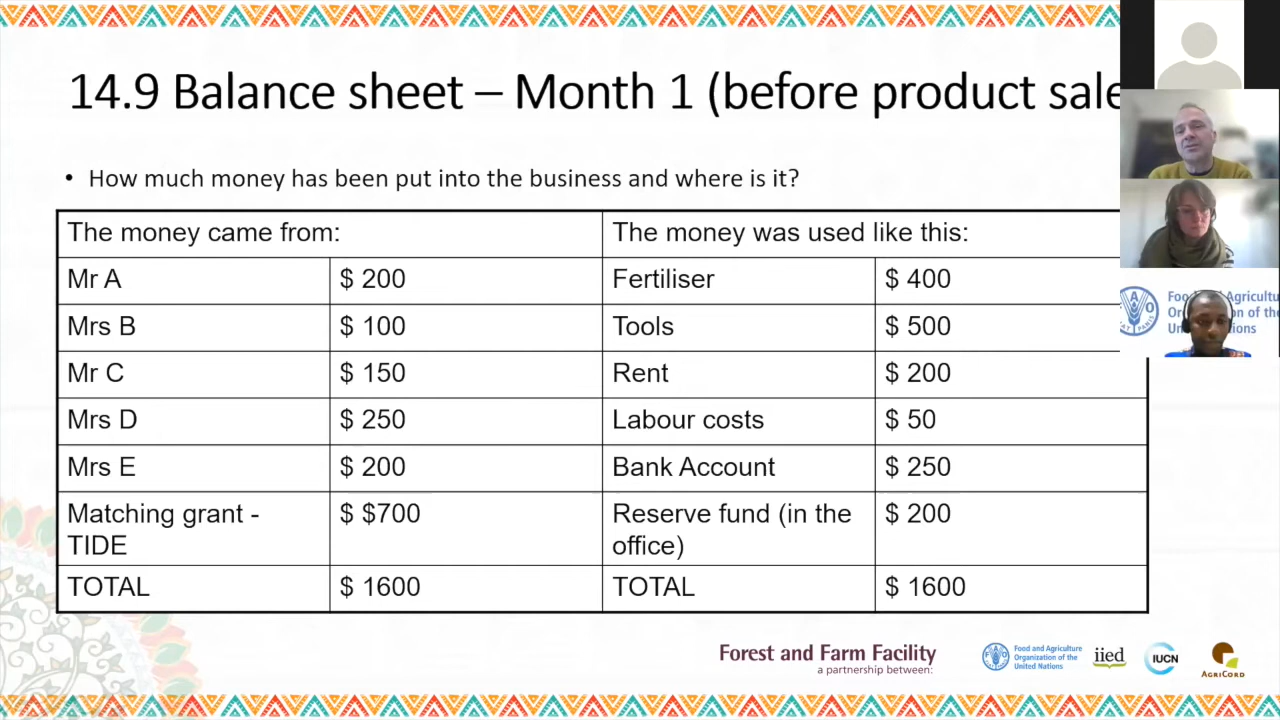 14.9 Balance sheet – Month 1 (before product sale
• How much money has been put into the business and where is it?
The money came from: The money was used like this:
Mr A $ 200 Fertiliser $ 400
Mrs B $ 100 Tools $ 500
Mr C $ 150 Rent $ 200
Mrs D $ 250 Labour costs $ 50
Mrs E $ 200 Bank Account $ 250
Matching grant - $ $700 Reserve fund (in the $ 200
TIDE office)
TOTAL $ 1600 TOTAL $ 1600
Forest and Farm Facility
a partnership between:
Food and Agriculture
Organization of the
United Nations
iied
IUCN
AGRICORD